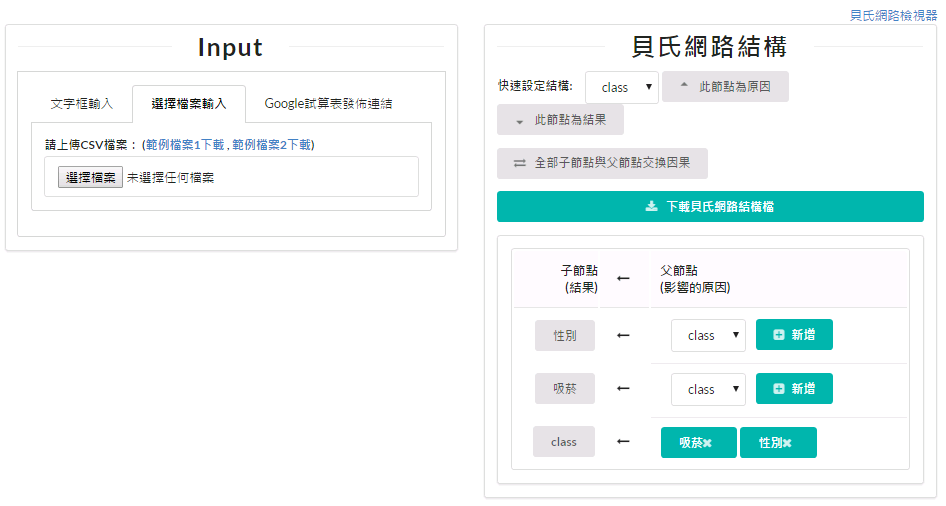 貝氏網路檢視器
Input
文字框輸入 選擇檔案輸入 Google試算表發佈連結
請上傳CSV檔案： (範例檔案1下載 , 範例檔案2下載)
選擇檔案 未選擇任何檔案
貝氏網路結構
快速設定結構: class 此節點為原因
此節點為結果
全部子節點與父節點交換因果
下載貝氏網路結構檔
子節點 ← 父節點
(結果) (影響的原因)
性別 ← class 新增
吸菸 ← class 新增
class ← 吸菸✖ 性別✖